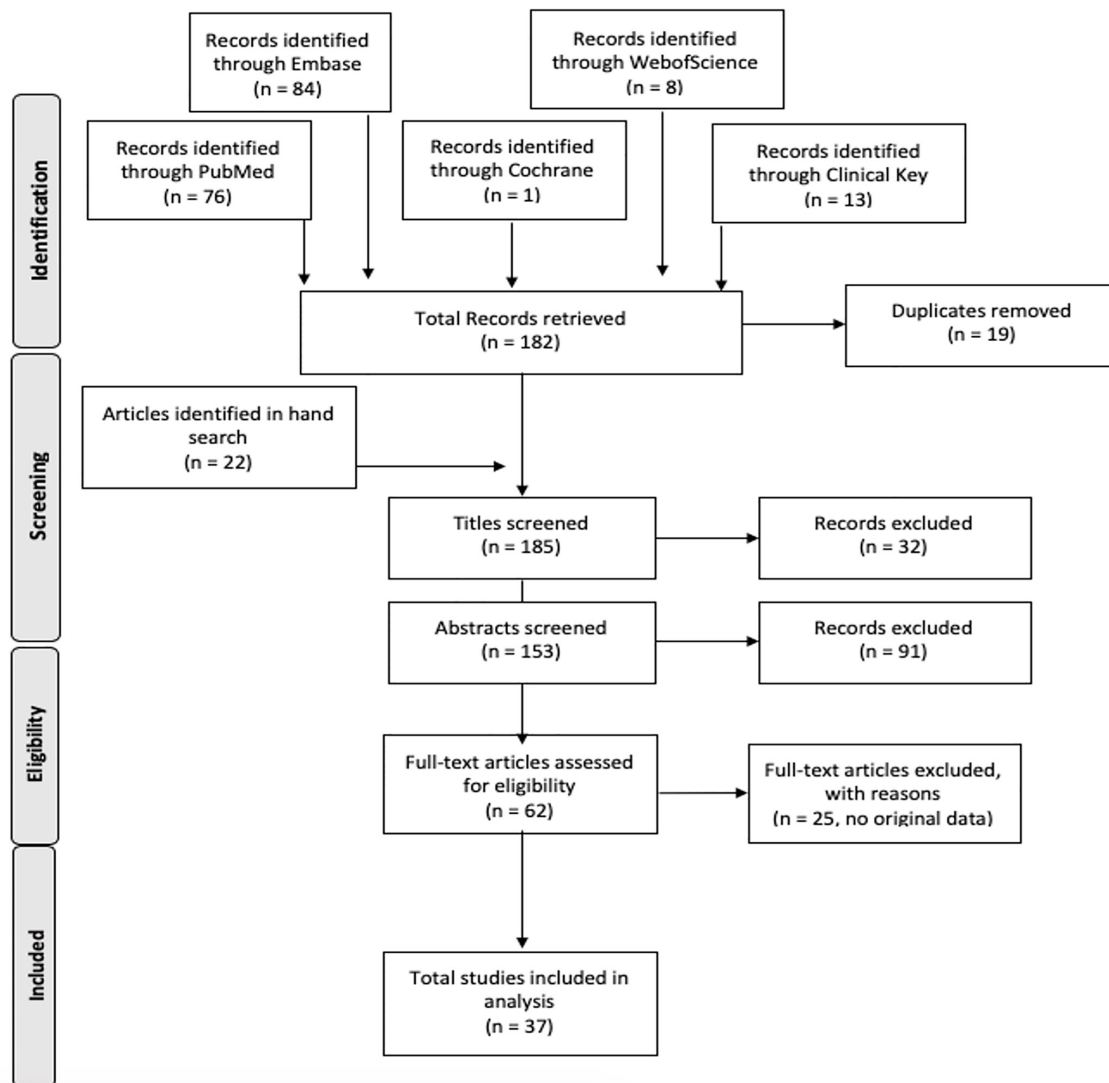 Records identified
through Embase
(n = 84)
Records identified
through WebofScience
(n = 8)
Identification
Records identified
through PubMed
(n = 76)
Records identified
through Cochrane
(n = 1)
Records identified
through Clinical Key
(n = 13)
Total Records retrieved
(n = 182)
Duplicates removed
(n = 19)
Screening
Articles identified in hand
search
(n = 22)
Titles screened
(n = 185)
Records excluded
(n = 32)
Abstracts screened
(n = 153)
Records excluded
(n = 91)
Eligibility
Full-text articles assessed
for eligibility
(n = 62)
Full-text articles excluded,
with reasons
(n = 25, no original data)
Included
Total studies included in
analysis
(n = 37)